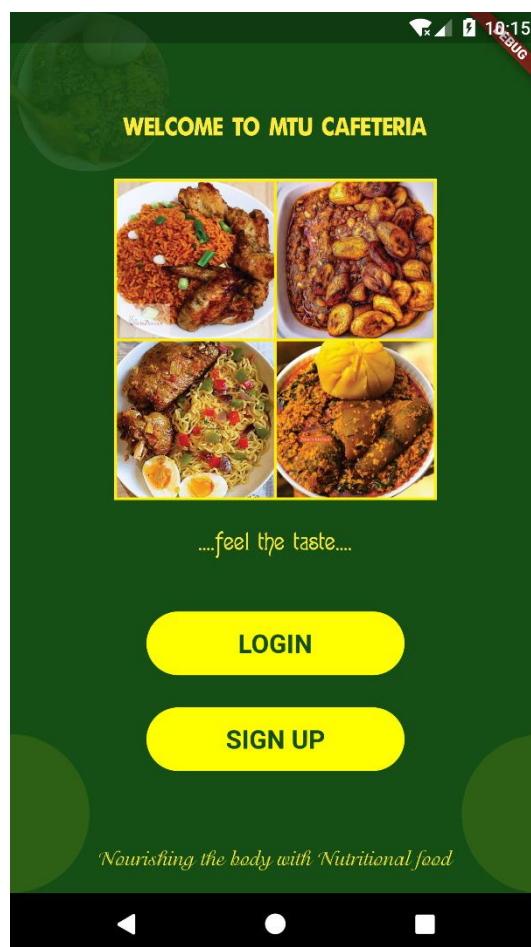 10:15
DEBUG
WELCOME TO MTU CAFETERIA
....feel the taste....
LOGIN
SIGN UP
Nourishing the body with Nutritional food